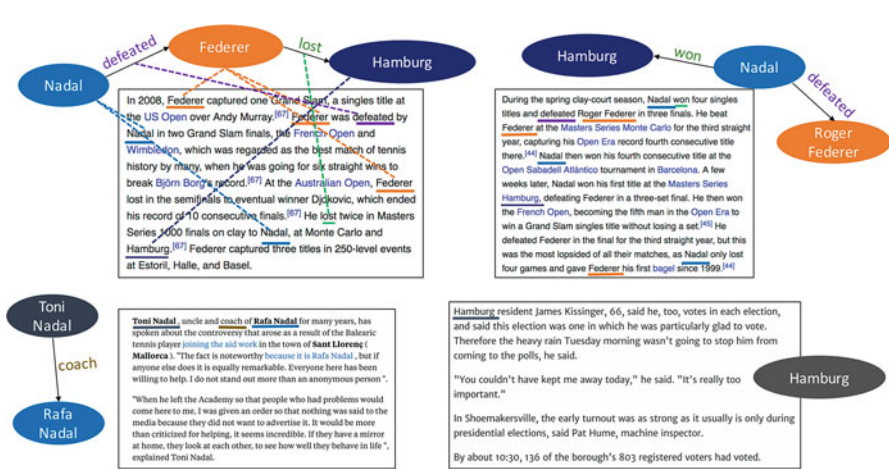 defeated
Federer
lost
Nadal
Hamburg
In 2008, Federer captured one Grand Slam, a singles title at
the US Open over Andy Murray.[67] Federer was defeated by
Nadal in two Grand Slam finals, the French Open and
Wimbledon, which was regarded as the best match of tennis
history by many, when he was going for six straight wins to
break Björn Borg's record.[67] At the Australian Open, Federer
lost in the semifinals to eventual winner Djokovic, which ended
his record of 10 consecutive finals.[67] He lost twice in Masters
Series 1000 finals on clay to Nadal, at Monte Carlo and
Hamburg.[67] Federer captured three titles in 250-level events
at Estoril, Halle, and Basel.
Hamburg
won
Nadal
defeated
Roger
Federer
During the spring clay-court season, Nadal won four singles
titles and defeated Roger Federer in three finals. He beat
Federer at the Masters Series Monte Carlo for the third straight
year, capturing his Open Era record fourth consecutive title
there.[44] Nadal then won his fourth consecutive title at the
Open Sabadell Atlántico tournament in Barcelona. A few
weeks later, Nadal won his first title at the Masters Series
Hamburg, defeating Federer in a three-set final. He then won
the French Open, becoming the fifth man in the Open Era to
win a Grand Slam singles title without losing a set.[45] He
defeated Federer in the final for the third straight year, but this
was the most lopsided of all their matches, as Nadal only lost
four games and gave Federer his first bagel since 1999.[44]
Toni
Nadal
coach
Rafa
Nadal
Toni Nadal , uncle and coach of Rafa Nadal for many years, has
spoken about the controversy that arose as a result of the Balearic
tennis player joining the aid work in the town of Sant Llorenç (
Mallorca ). "The fact is noteworthy because it is Rafa Nadal , but if
anyone else does it is equally remarkable. Everyone here has been
willing to help. I do not stand out more than an anonymous person ".
"When he left the Academy so that people who had problems would
come here to me, I was given an order so that nothing was said to the
media because they did not want to advertise it. It would be more
than criticized for helping, it seems incredible. If they have a mirror
at home, they look at each other, to see how well they behave in life ",
explained Toni Nadal.
Hamburg resident James Kissinger, 66, said he, too, votes in each election,
and said this election was one in which he was particularly glad to vote.
Therefore the heavy rain Tuesday morning wasn't going to stop him from
coming to the polls, he said.
"You couldn't have kept me away today," he said. "It's really too
important."
In Shoemakersville, the early turnout was as strong as it usually is only during
presidential elections, said Pat Hume, machine inspector.
By about 10:30, 136 of the borough's 803 registered voters had voted.
Hamburg